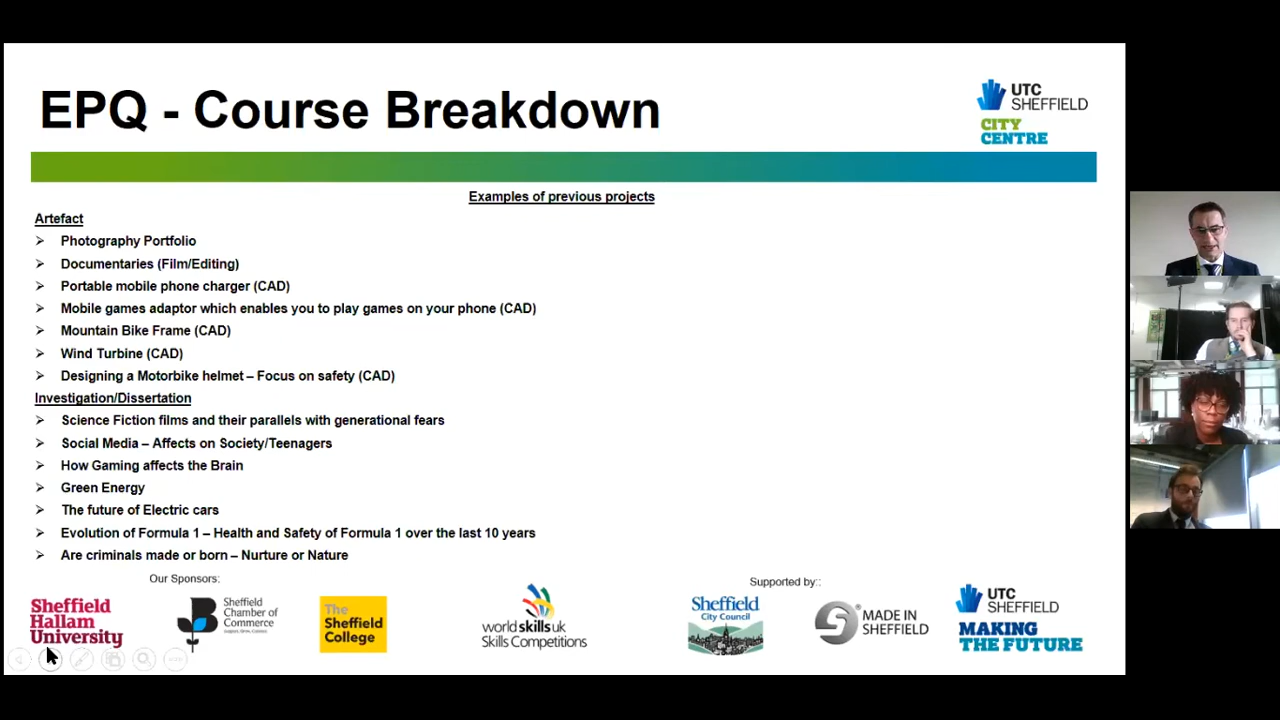 EPQ - Course Breakdown
UTC
SHEFFIELD
CITY
CENTRE
Examples of previous projects
Artefact
Photography Portfolio
Documentaries (Film/Editing)
Portable mobile phone charger (CAD)
Mobile games adaptor which enables you to play games on your phone (CAD)
Mountain Bike Frame (CAD)
Wind Turbine (CAD)
Designing a Motorbike helmet – Focus on safety (CAD)
Investigation/Dissertation
Science Fiction films and their parallels with generational fears
Social Media – Affects on Society/Teenagers
How Gaming affects the Brain
Green Energy
The future of Electric cars
Evolution of Formula 1 – Health and Safety of Formula 1 over the last 10 years
Are criminals made or born – Nurture or Nature
Our Sponsors:
Supported by::
Sheffield
Hallam
University
Sheffield
Chamber of
Commerce
The
Sheffield
College
world skills uk
Skills Competitions
Sheffield
City Council
MADE IN
SHEFFIELD
UTC
SHEFFIELD
MAKING
THE FUTURE